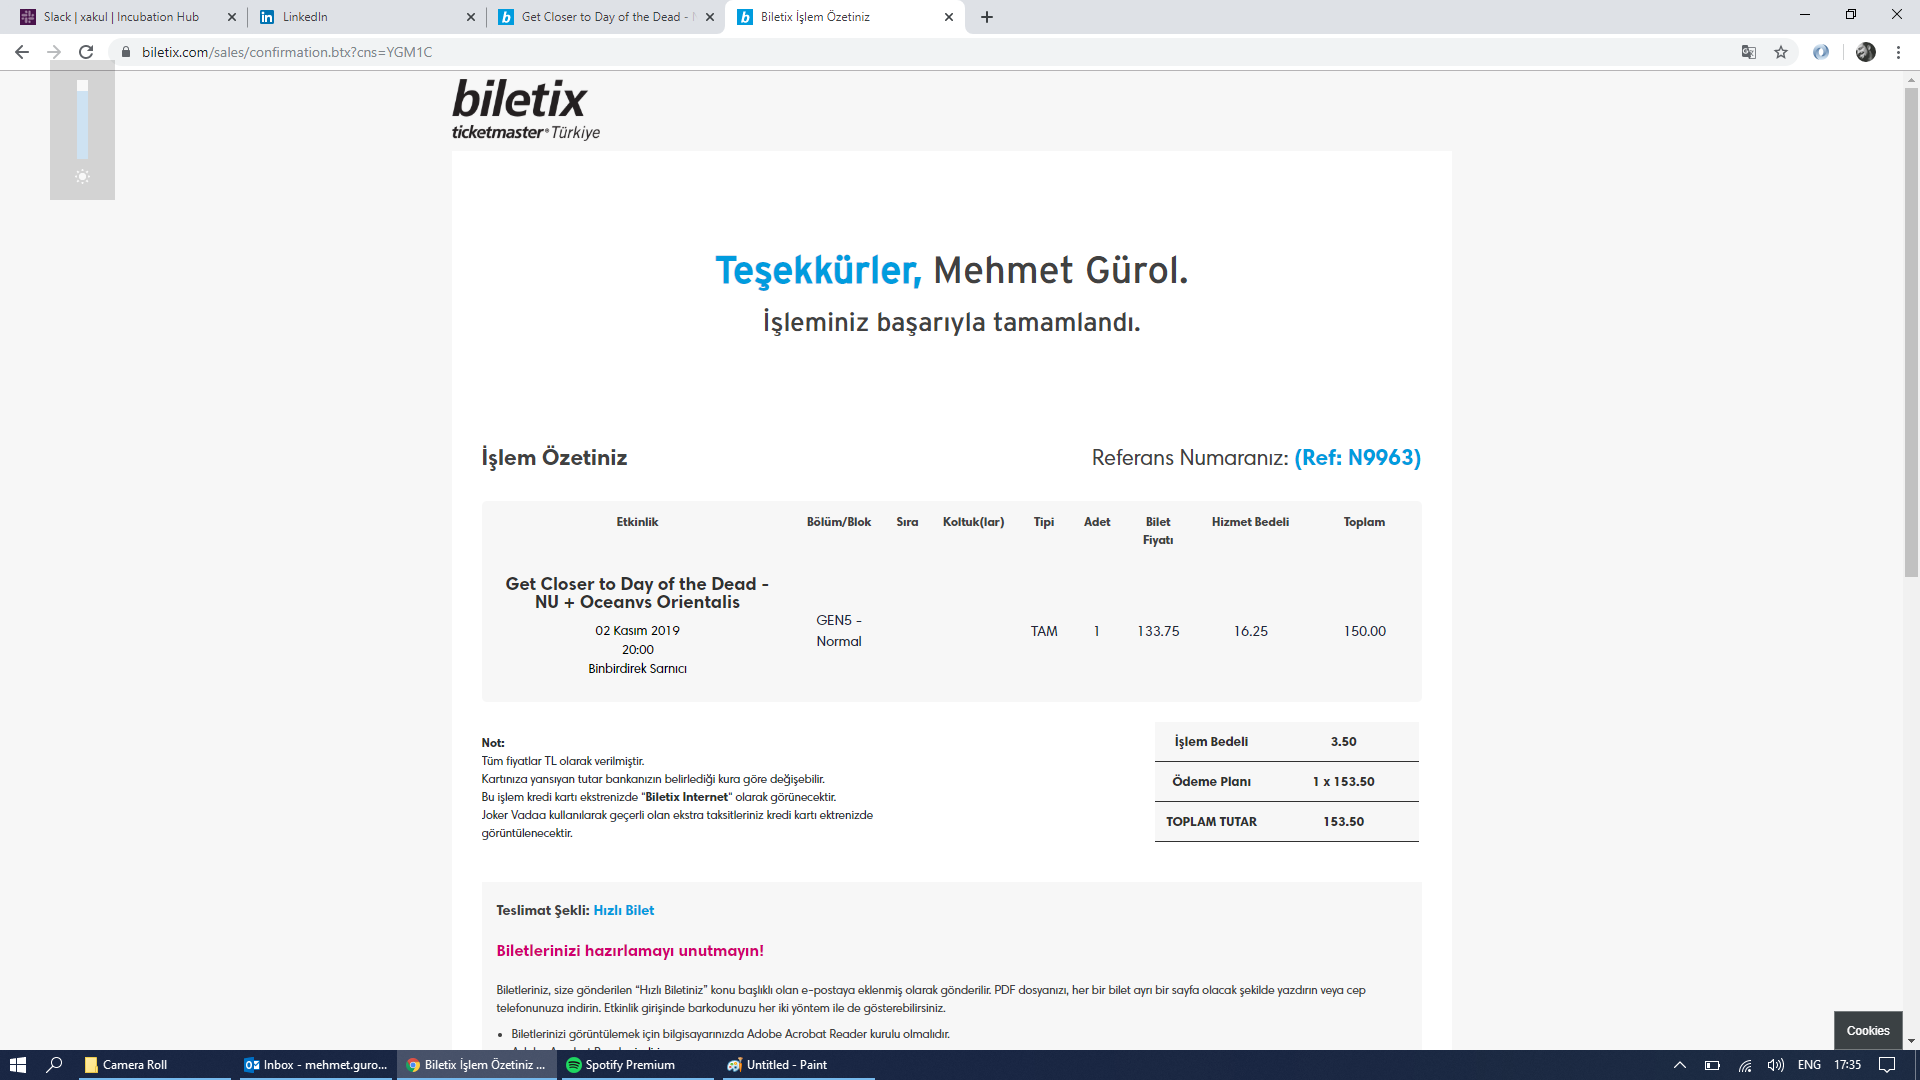 Slack | xakul | Incubation Hub
LinkedIn
Get Closer to Day of the Dead -
Biletix İşlem Özetiniz
biletix.com/sales/confirmation.btx?cns=YGM1C
biletix
ticketmaster® Türkiye
Teşekkürler, Mehmet Gürol.
İşleminiz başarıyla tamamlandı.
İşlem Özetiniz
Referans Numaranız: (Ref: N9963)
Etkinlik Bölüm/Blok Sıra Koltuk(lar) Tipi Adet Bilet Fiyatı Hizmet Bedeli Toplam
Get Closer to Day of the Dead -
NU + Oceanvs Orientalis
02 Kasım 2019
20:00
Binbirdirek Sarnıcı
GEN5 -
Normal
TAM 1 133.75 16.25 150.00
Not:
Tüm fiyatlar TL olarak verilmiştir.
Kartınıza yansıyan tutar bankanızın belirlediği kura göre değişebilir.
Bu işlem kredi kartı ekstrenizde "Biletix Internet" olarak görünecektir.
Joker Vadaa kullanılarak geçerli olan ekstra taksitleriniz kredi kartı ektrenizde
görüntülenecektir.
İşlem Bedeli 3.50
Ödeme Planı 1 x 153.50
TOPLAM TUTAR 153.50
Teslimat Şekli: Hızlı Bilet
Biletlerinizi hazırlamayı unutmayın!
Biletleriniz, size gönderilen “Hızlı Biletiniz” konu başlıklı olan e-postaya eklenmiş olarak gönderilir. PDF dosyanızı, her bir bilet ayrı bir sayfa olacak şekilde yazdırın veya cep
telefonunuza indirin. Etkinlik girişinde barkodunuzu her iki yöntem ile de gösterebilirsiniz.
• Biletlerinizi görüntülemek için bilgisayarınızda Adobe Acrobat Reader kurulu olmalıdır.
Cookies
Camera Roll
Inbox - mehmet.guro...
Biletix İşlem Özetiniz ...
Spotify Premium
Untitled - Paint
ENG 17:35